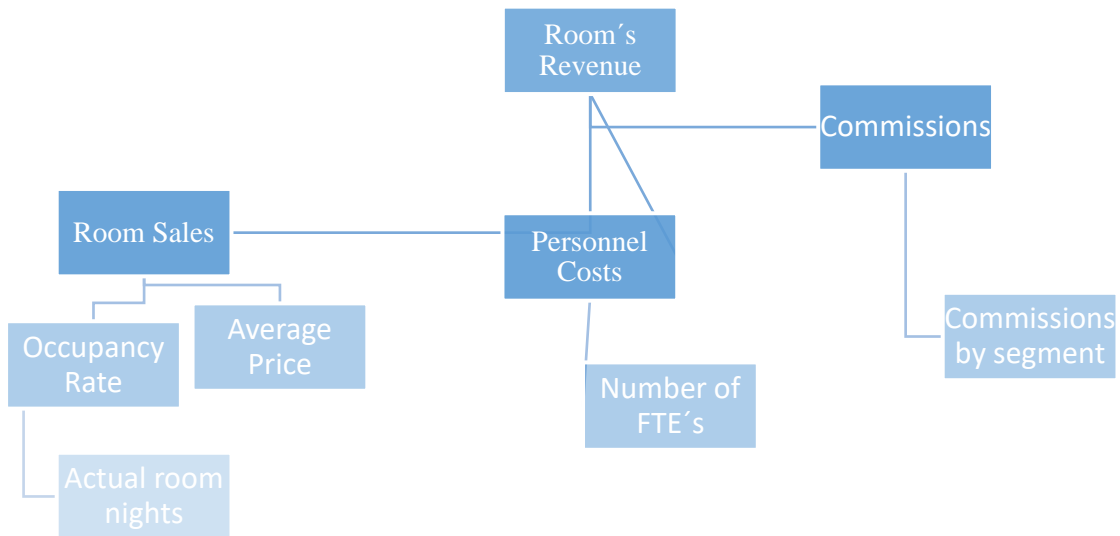 Room´s
Revenue
Commissions
Room Sales
Personnel
Costs
Occupancy
Rate
Average
Price
Commissions
by segment
Number of
FTE´s
Actual room
nights